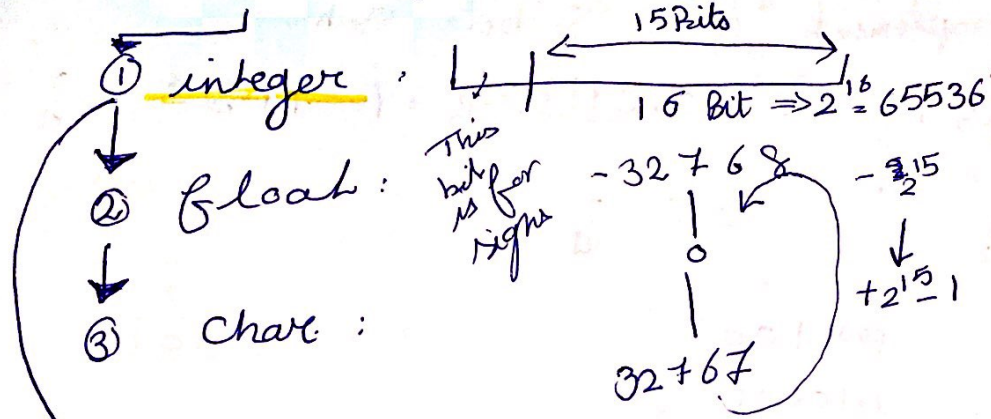 15 Bits
① integer :
16 Bit ⇒ 2^16 = 65536
This bit is for sign
② float :
-32768
- 2^15
0
+2^15 - 1
③ Char :
32767